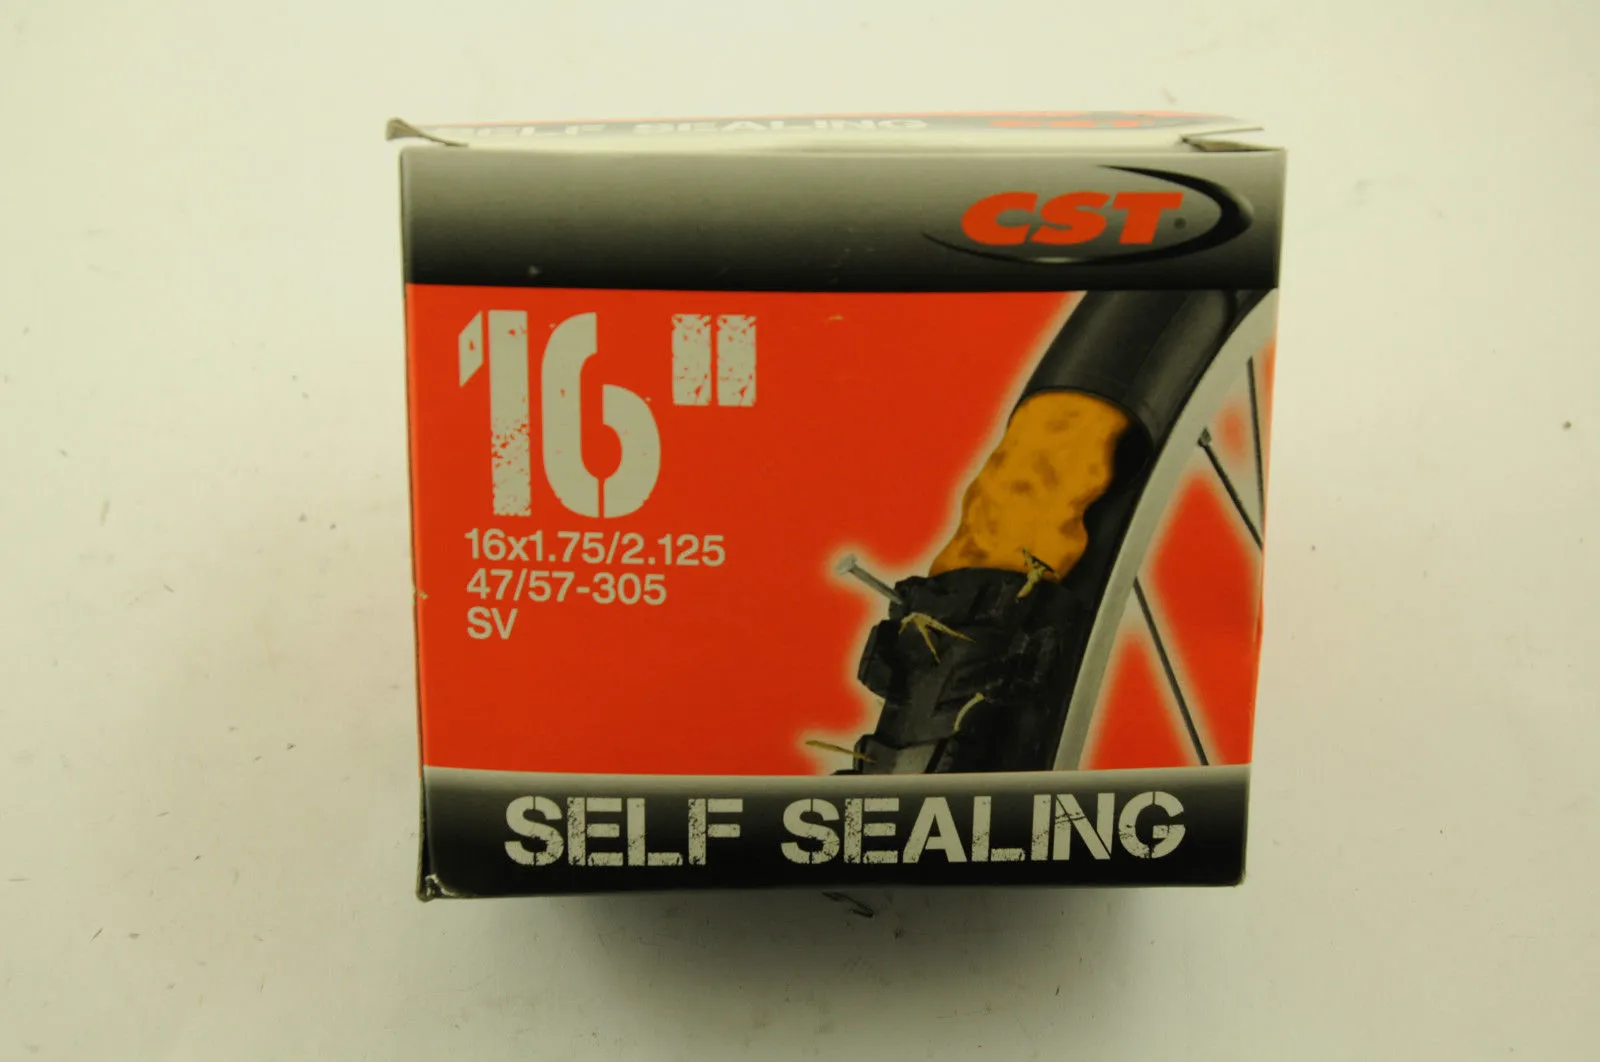 SELF SEALING
CST
16"
16x1.75/2.125
47/57-305
SV
SELF SEALING